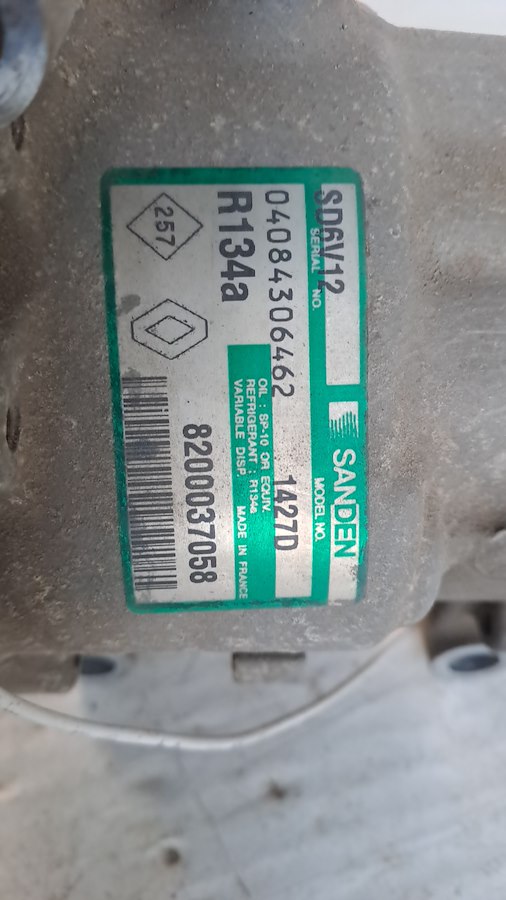 SD6V12
SANDEN
SERIAL NO.
MODEL NO.
04084306462
1427D
OIL : SP-10 OR EQUIV.
REFRIGERANT : R134a
VARIABLE DISP.
MADE IN FRANCE
R134a
8200037058
257